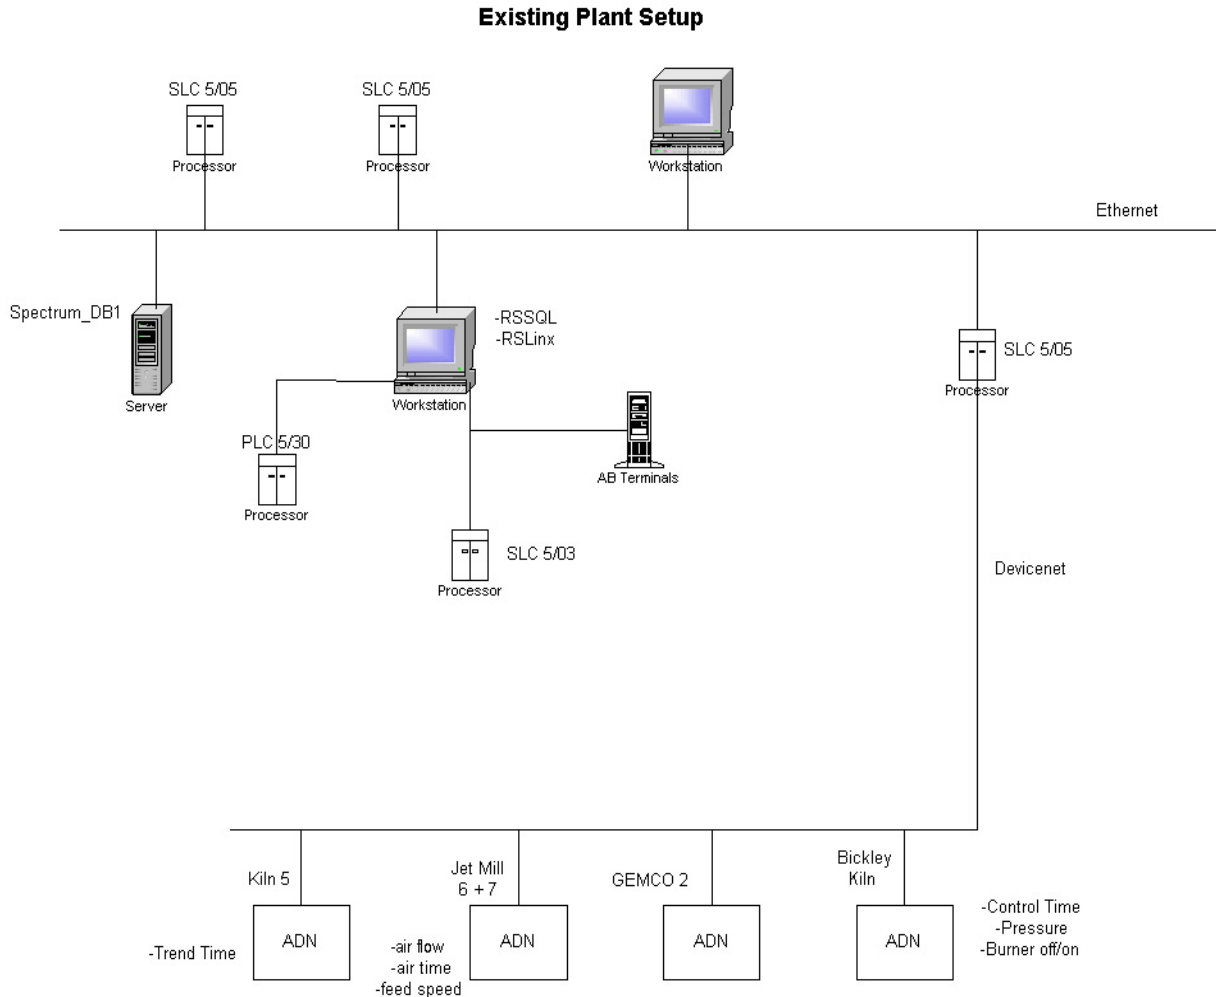 Existing Plant Setup
SLC 5/05
SLC 5/05
Processor
Processor
Workstation
Ethernet
Spectrum_DB1
-RSSQL
-RSLinx
SLC 5/05
Server
Workstation
Processor
PLC 5/30
AB Terminals
Processor
SLC 5/03
Processor
Devicenet
Kiln 5
Jet Mill
6 + 7
GEMCO 2
Bickley
Kiln
ADN
ADN
ADN
ADN
-Trend Time
-air flow
-air time
-feed speed
-Control Time
-Pressure
-Burner off/on